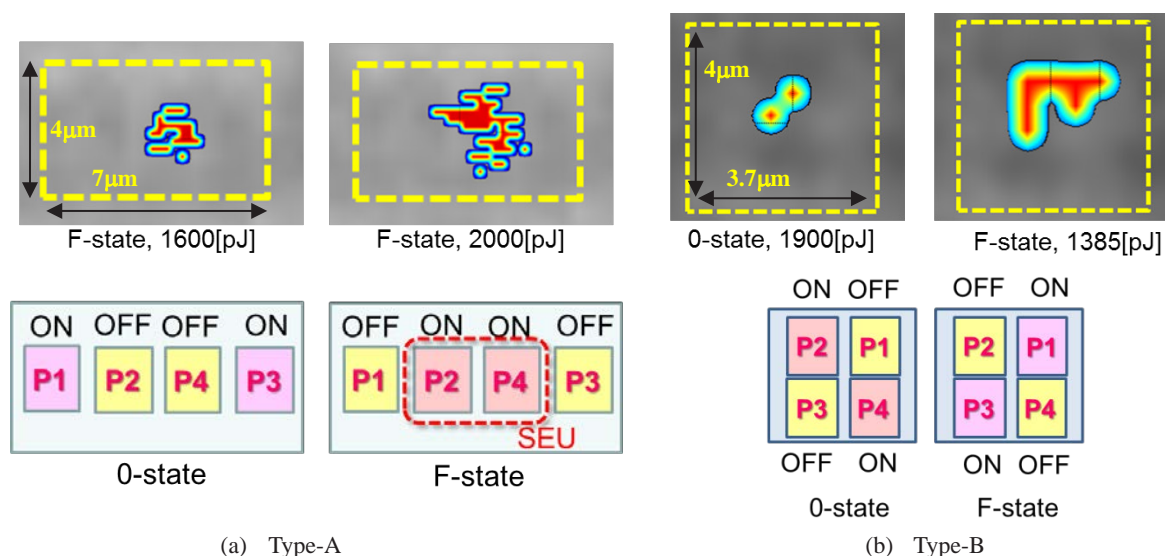 4μm
7μm
F-state, 1600[pJ]
F-state, 2000[pJ]
4μm
3.7μm
0-state, 1900[pJ]
F-state, 1385[pJ]
ON OFF OFF ON
P1 P2 P4 P3
0-state
OFF ON ON OFF
P1 P2 P4 P3
SEU
F-state
ON OFF
P2 P1
P3 P4
OFF ON
0-state
OFF ON
P2 P1
P3 P4
ON OFF
F-state
(a) Type-A
(b) Type-B